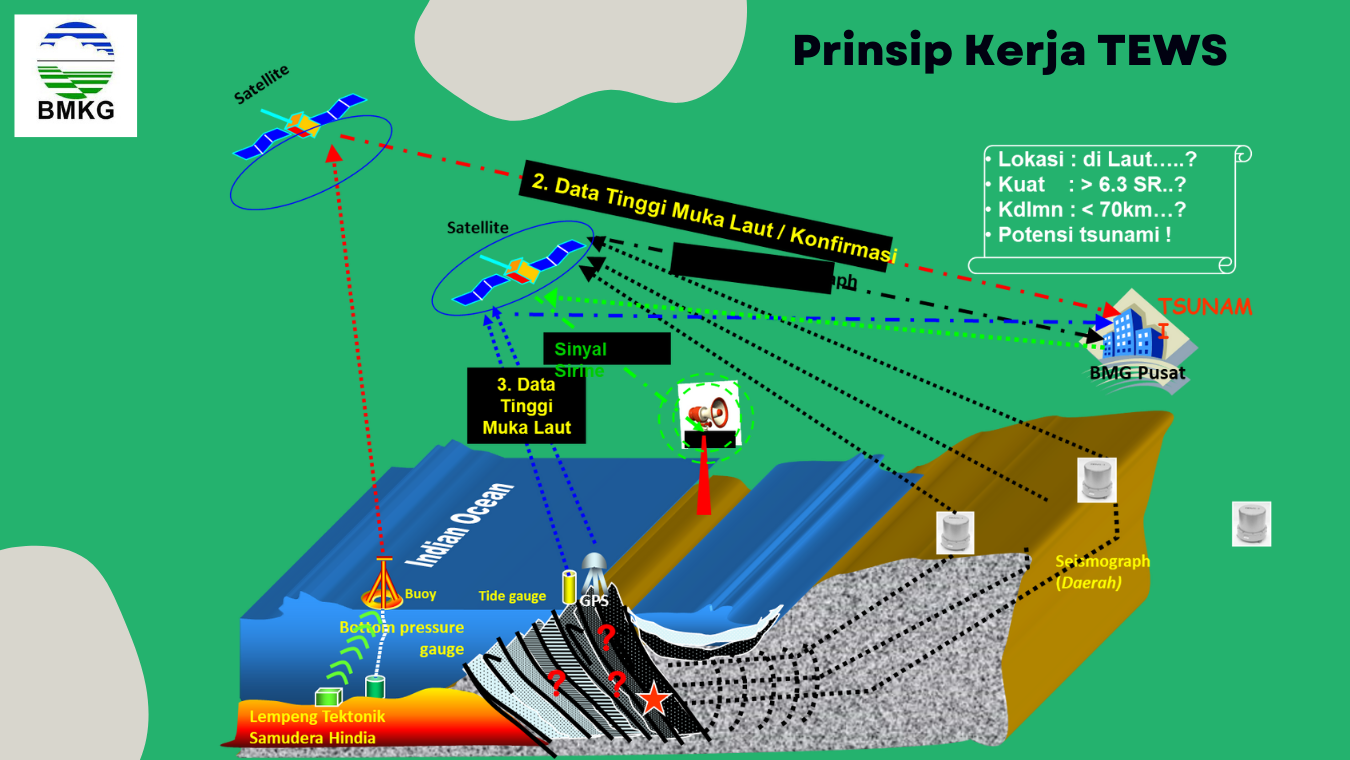 BMKG
Prinsip Kerja TEWS
Satellite
2. Data Tinggi Muka Laut / Konfirmasi
• Lokasi : di Laut…..?
• Kuat : > 6.3 SR..?
• Kdlmn : < 70km…?
• Potensi tsunami !
Satellite
TSUNAM
I
BMG Pusat
Sinyal
Sirine
3. Data
Tinggi
Muka Laut
Indian Ocean
Buoy
Tide gauge
GPS
Seismograph
(Daerah)
Bottom pressure
gauge
?
?
?
Lempeng Tektonik
Samudera Hindia